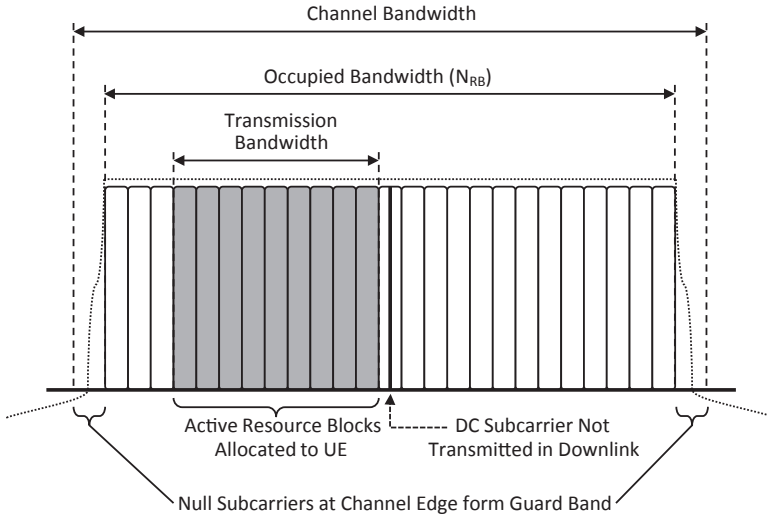 Channel Bandwidth
Occupied Bandwidth (NRB)
Transmission
Bandwidth
Active Resource Blocks
Allocated to UE
DC Subcarrier Not
Transmitted in Downlink
Null Subcarriers at Channel Edge form Guard Band